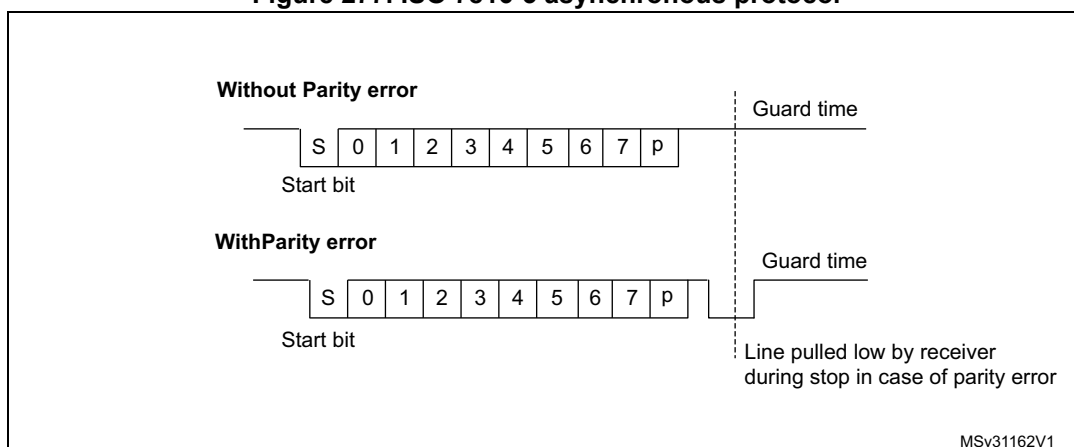 Without Parity error
Guard time
S 0 1 2 3 4 5 6 7 p
Start bit
WithParity error
Guard time
S 0 1 2 3 4 5 6 7 p
Start bit
Line pulled low by receiver
during stop in case of parity error
MSv31162V1